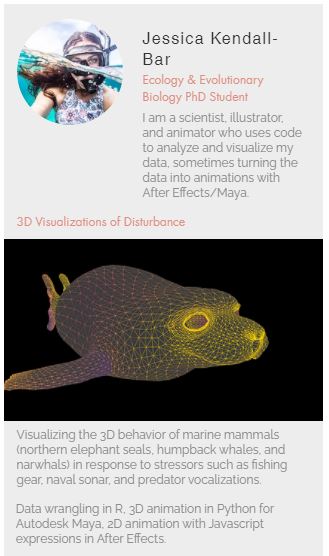 Jessica Kendall-
Bar
Ecology & Evolutionary
Biology PhD Student
I am a scientist, illustrator,
and animator who uses code
to analyze and visualize my
data, sometimes turning the
data into animations with
After Effects/Maya.
3D Visualizations of Disturbance
Visualizing the 3D behavior of marine mammals
(northern elephant seals, humpback whales, and
narwhals) in response to stressors such as fishing
gear, naval sonar, and predator vocalizations.
Data wrangling in R, 3D animation in Python for
Autodesk Maya, 2D animation with Javascript
expressions in After Effects.